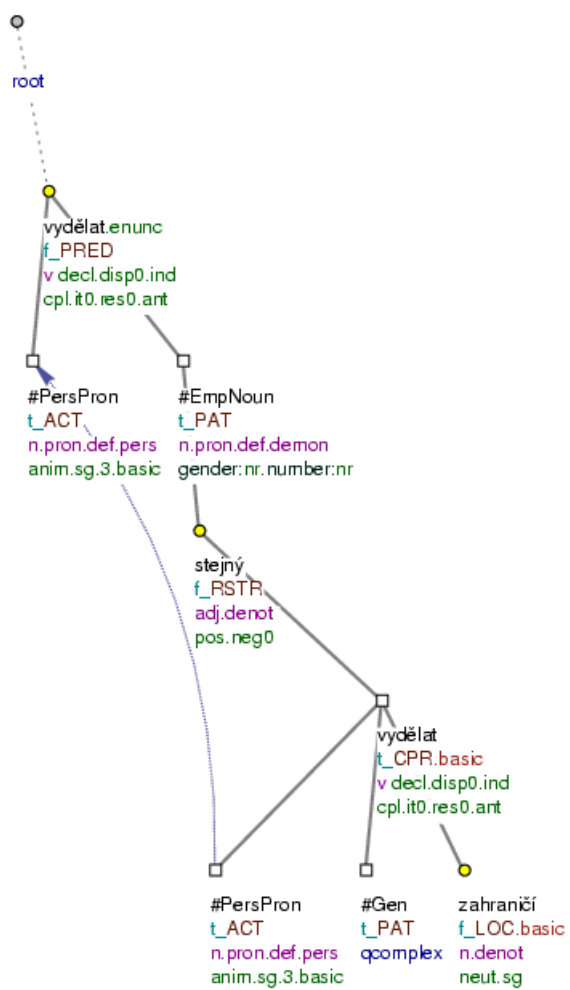 root
vydělat.enunc
f_PRED
v decl.disp0.ind
cpl.it0.res0.ant
#PersPron
t_ACT
n.pron.def.pers
anim.sg.3.basic
#EmpNoun
t_PAT
n.pron.def.demon
gender:nr.number:nr
stejný
f_RSTR
adj.denot
pos.neg0
vydělat
t_CPR.basic
v decl.disp0.ind
cpl.it0.res0.ant
#PersPron
t_ACT
n.pron.def.pers
anim.sg.3.basic
#Gen
t_PAT
qcomplex
zahraničí
f_LOC.basic
n.denot
neut.sg